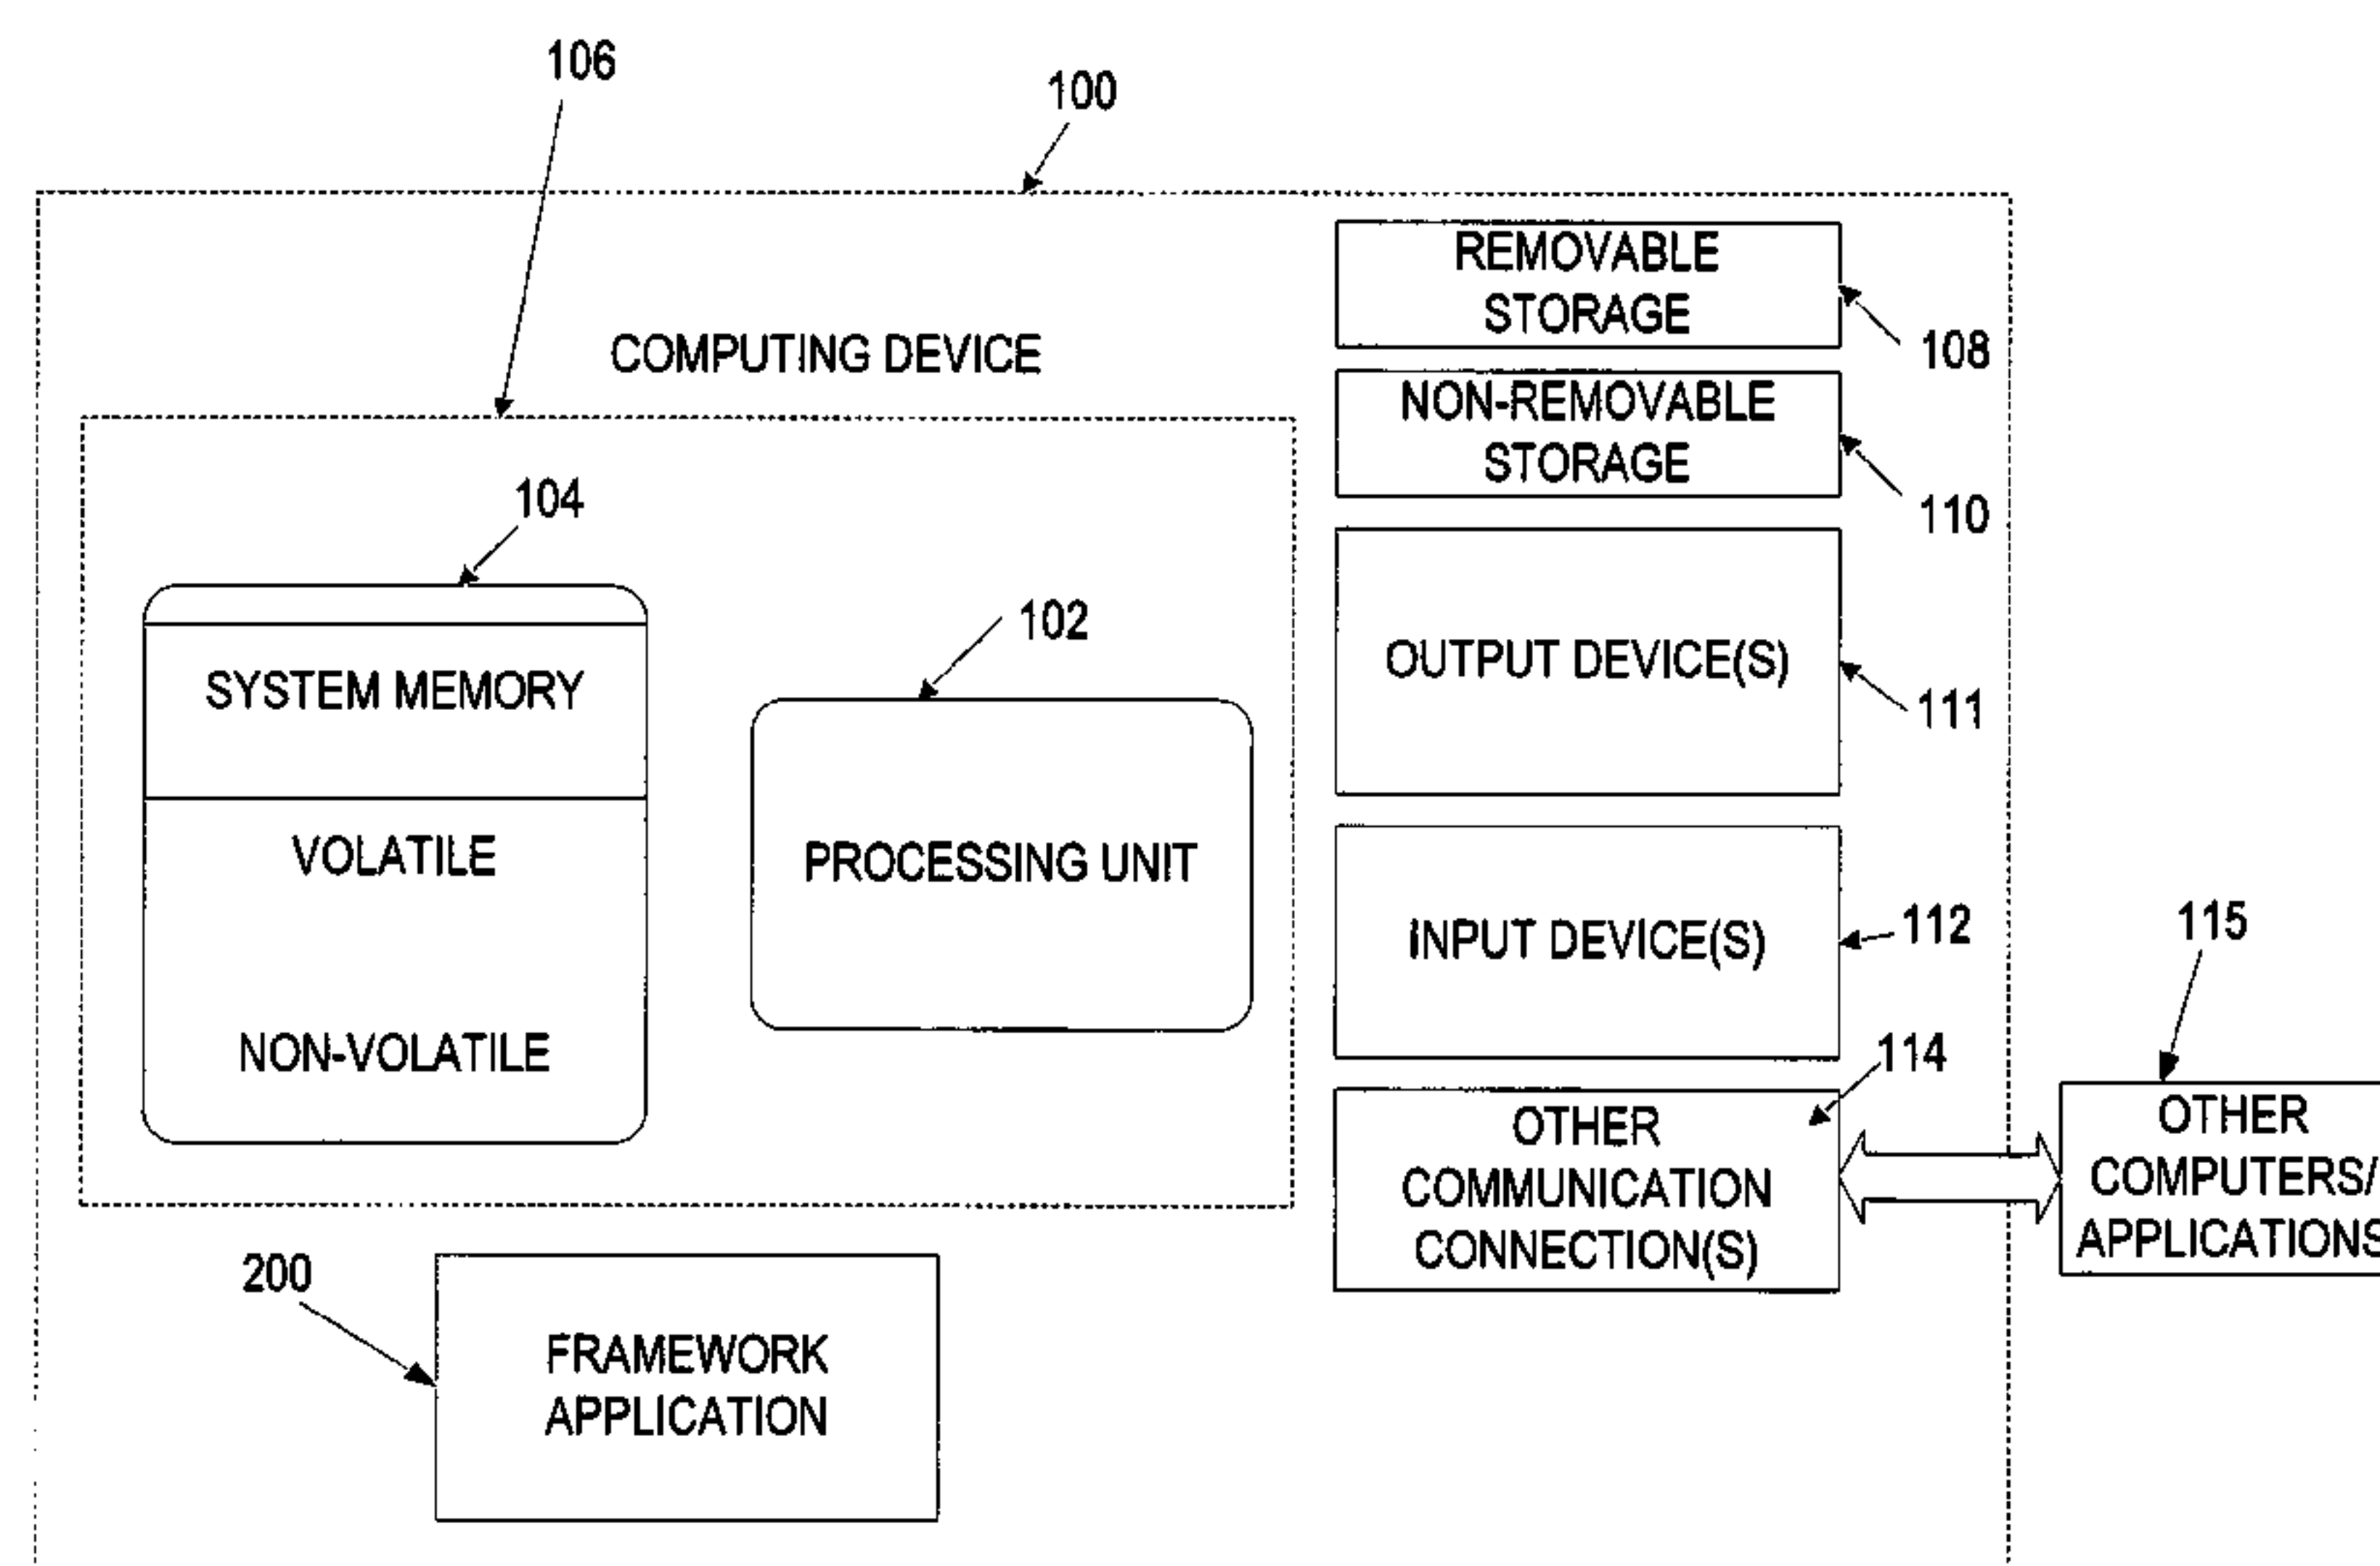 106
100
REMOVABLE
STORAGE
108
COMPUTING DEVICE
NON-REMOVABLE
STORAGE
110
104
102
SYSTEM MEMORY
OUTPUT DEVICE(S)
111
VOLATILE
PROCESSING UNIT
NON-VOLATILE
INPUT DEVICE(S)
112
115
114
OTHER
COMMUNICATION
CONNECTION(S)
OTHER
COMPUTERS/
APPLICATIONS
200
FRAMEWORK
APPLICATION